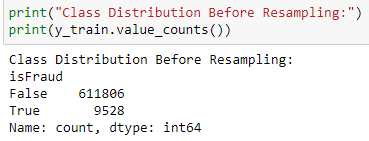 print("Class Distribution Before Resampling:")
print(y_train.value_counts())
Class Distribution Before Resampling:
isFraud
False    611806
True       9528
Name: count, dtype: int64